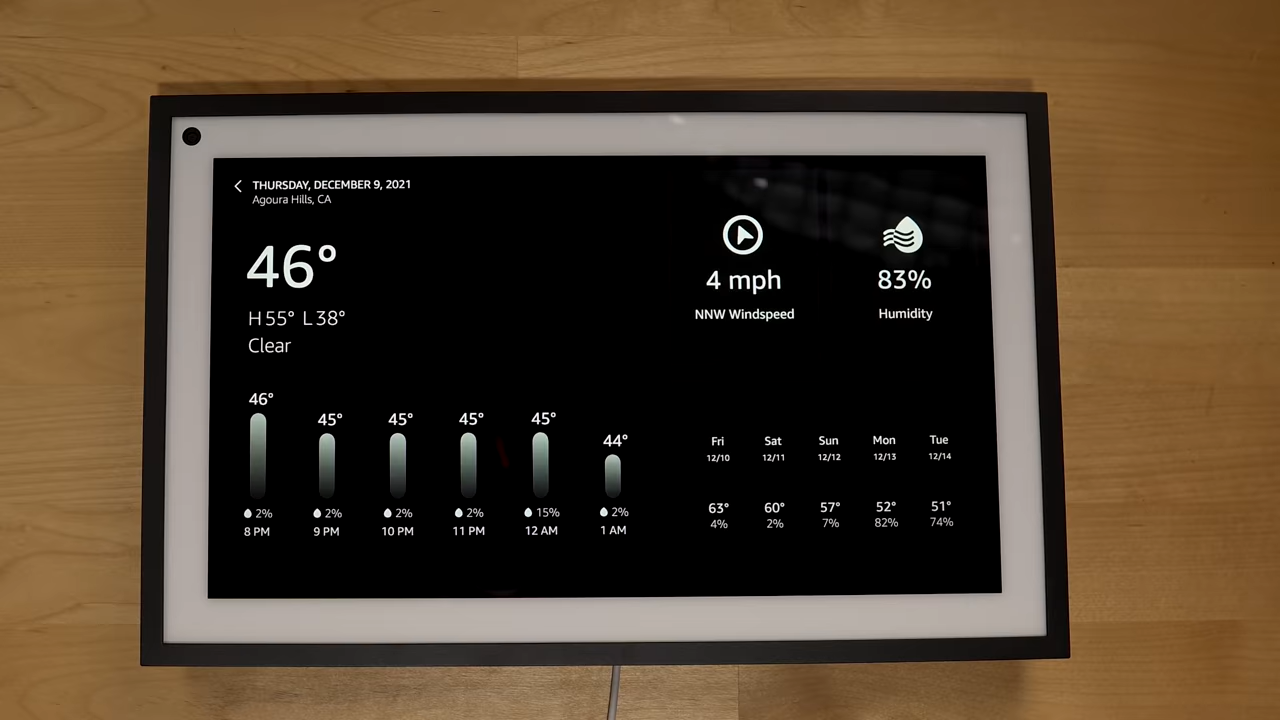 THURSDAY, DECEMBER 9, 2021
Agoura Hills, CA
46°
H 55° L 38°
Clear
4 mph
NNW Windspeed
83%
Humidity
46° 45° 45° 45° 45° 44°
2% 2% 2% 2% 15% 2%
8 PM 9 PM 10 PM 11 PM 12 AM 1 AM
Fri Sat Sun Mon Tue
12/10 12/11 12/12 12/13 12/14
63° 60° 57° 52° 51°
4% 2% 7% 82% 74%